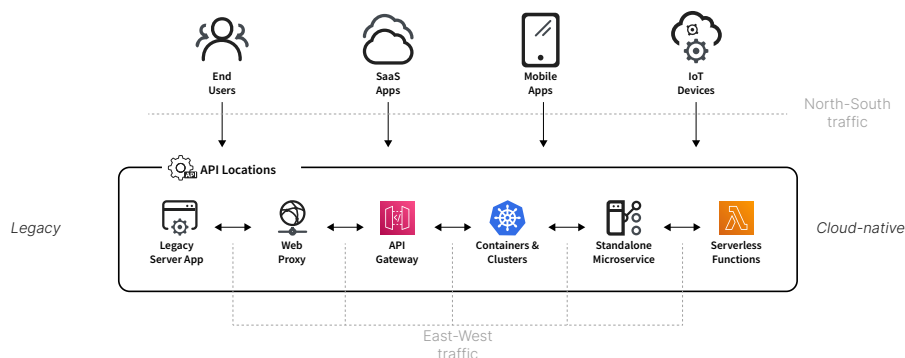 End
Users
SaaS
Apps
Mobile
Apps
IoT
Devices
North-South
traffic
API
API Locations
Legacy
Legacy
Server App
Web
Proxy
API
Gateway
Containers &
Clusters
Standalone
Microservice
Serverless
Functions
Cloud-native
East-West
traffic